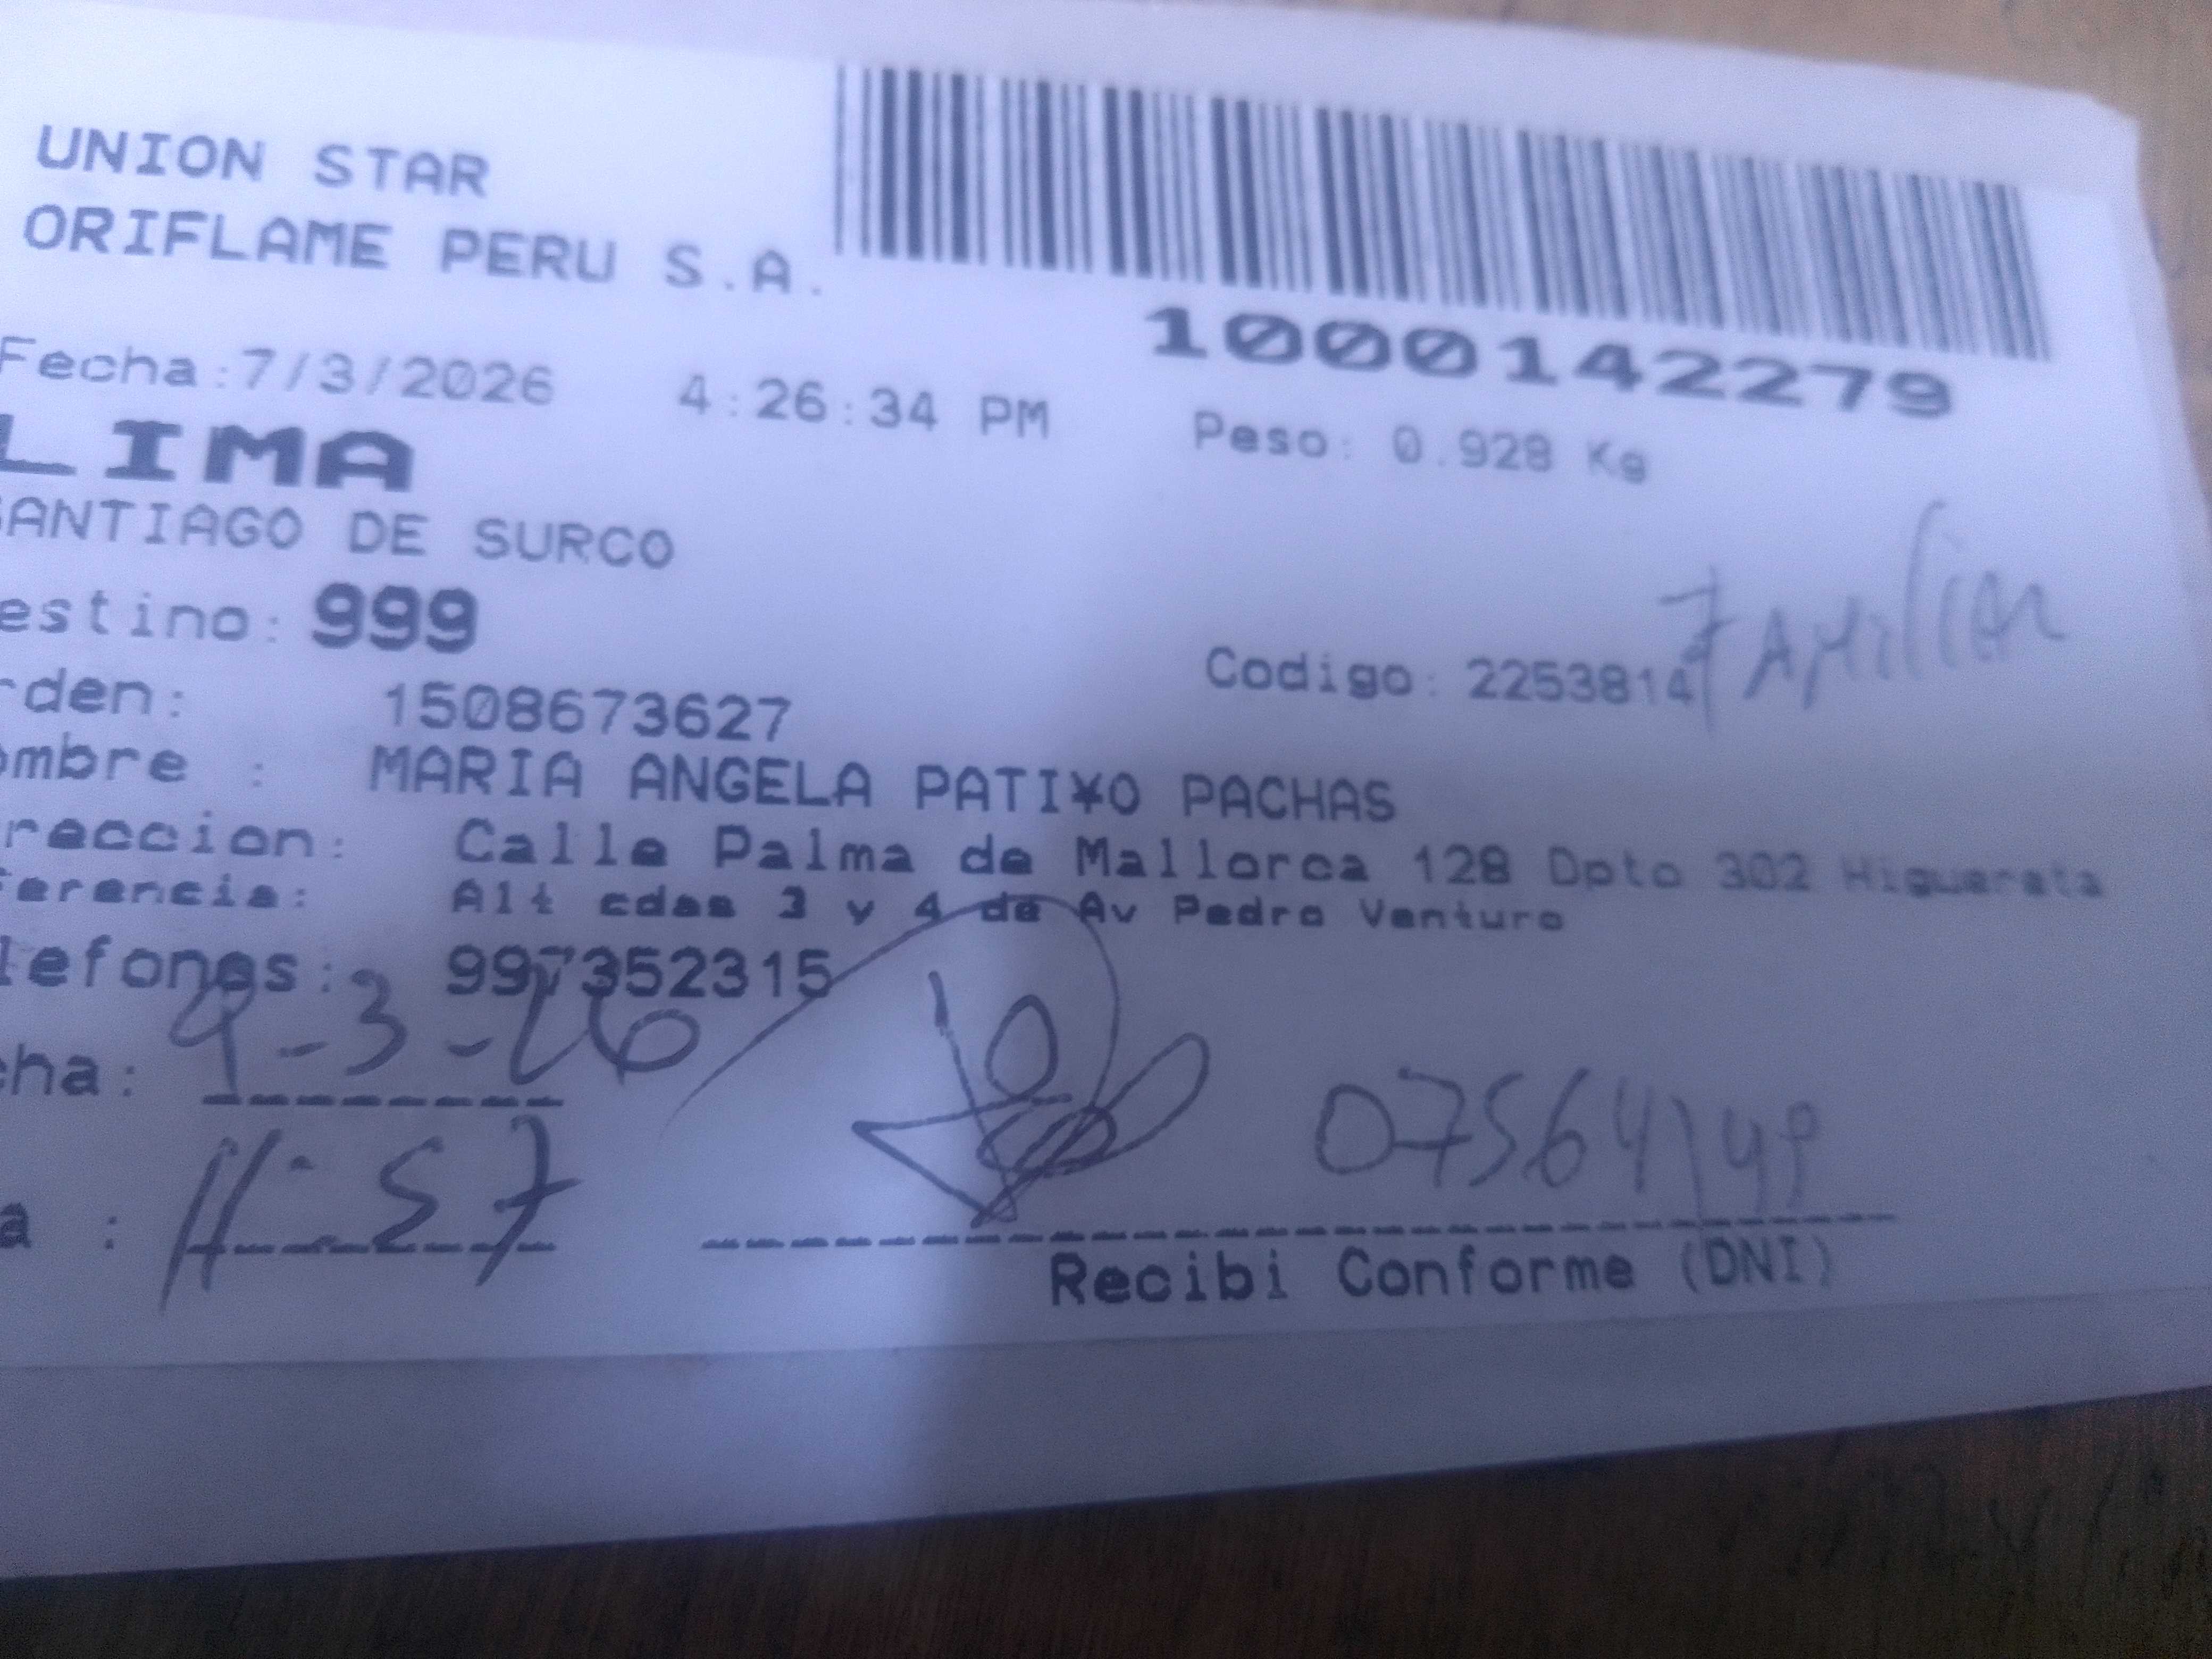 UNION STAR
ORIFLAME PERU S.A.
1000142279
Fecha:7/3/2026 4:26:34 PM
Peso: 0.928 Kg
LIMA
SANTIAGO DE SURCO
estino: 999
Familiar
rden: 1508673627
Codigo: 2253814
ombre : MARIA ANGELA PATI¥O PACHAS
reccion: Calle Palma de Mallorca 128 Dpto 302 Higuereta
ferencia: Alt cdas 3 y 4 de Av Pedro Venturo
lefonos: 997352315
cha: 9-3-26
a : 11:57
Recibi Conforme (DNI)